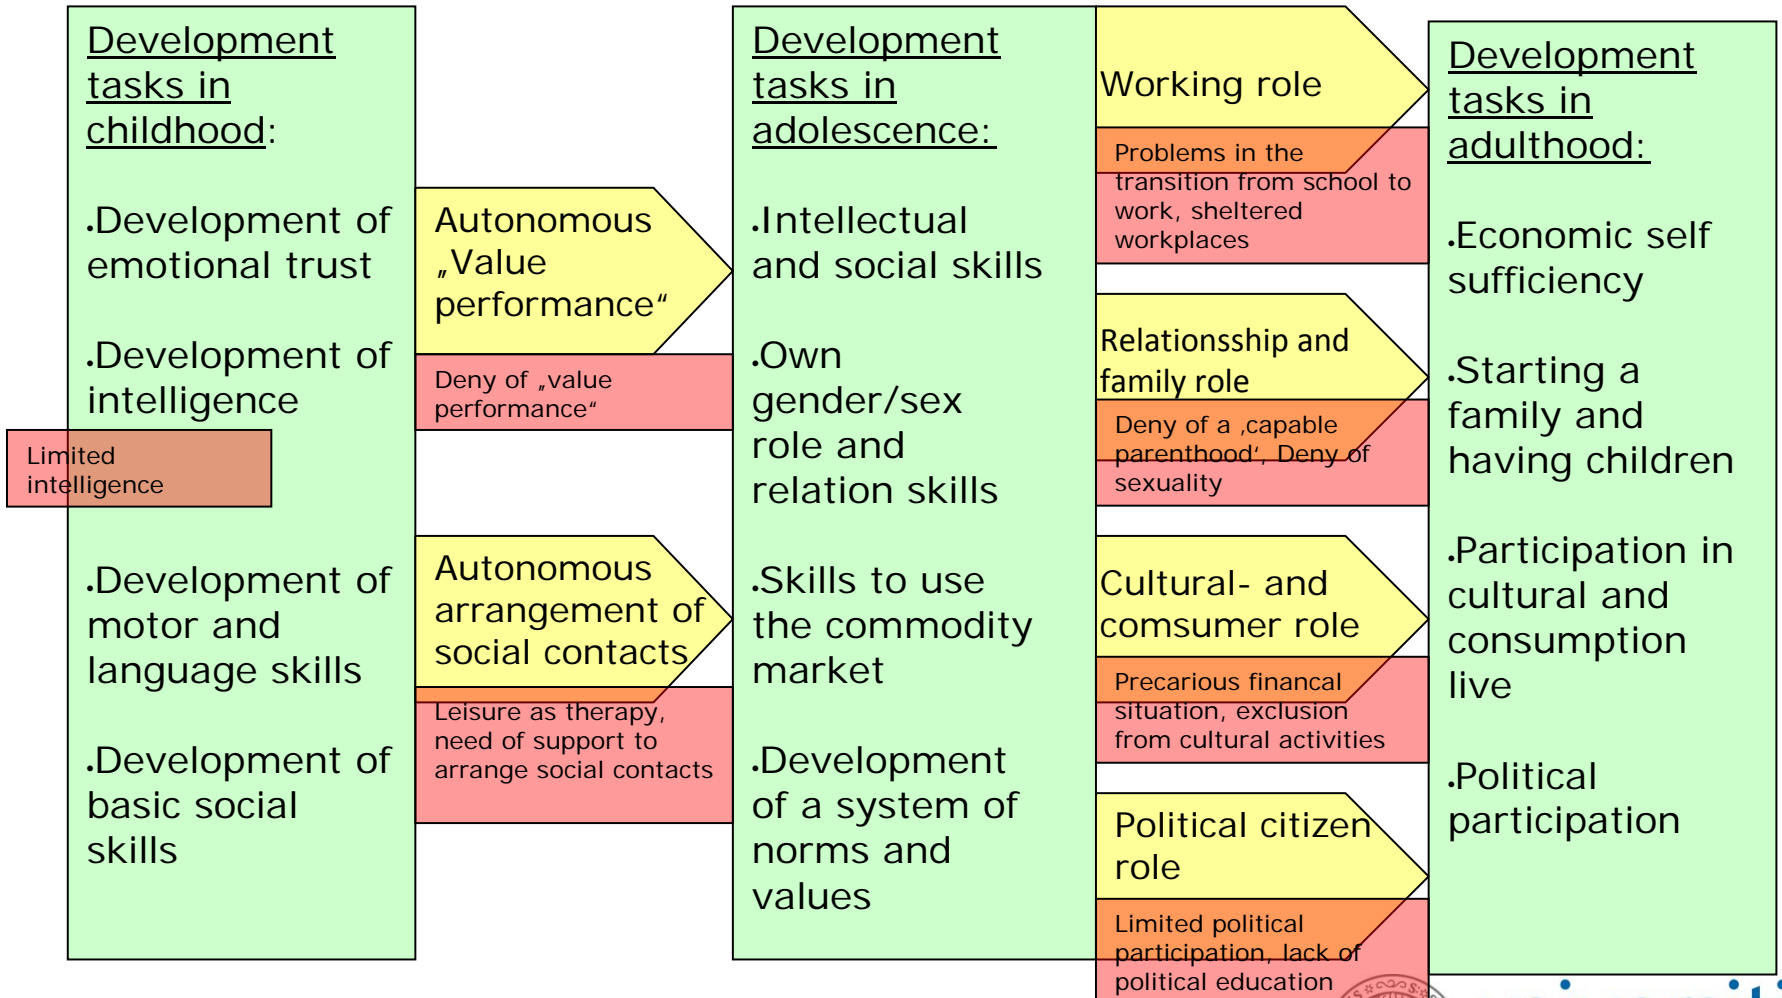 Development
tasks in
childhood:
.Development of
emotional trust
.Development of
intelligence
Limited
intelligence
.Development of
motor and
language skills
.Development of
basic social
skills
Autonomous
„Value
performance“
Deny of „value
performance“
Autonomous
arrangement of
social contacts
Leisure as therapy,
need of support to
arrange social contacts
Development
tasks in
adolescence:
.Intellectual
and social skills
.Own
gender/sex
role and
relation skills
.Skills to use
the commodity
market
.Development
of a system of
norms and
values
Working role
Problems in the
transition from school to
work, sheltered
workplaces
Relationsship and
family role
Deny of a ‚capable
parenthood‘, Deny of
sexuality
Cultural- and
comsumer role
Precarious financal
situation, exclusion
from cultural activities
Political citizen
role
Limited political
participation, lack of
political education
Development
tasks in
adulthood:
.Economic self
sufficiency
.Starting a
family and
having children
.Participation in
cultural and
consumption
live
.Political
participation